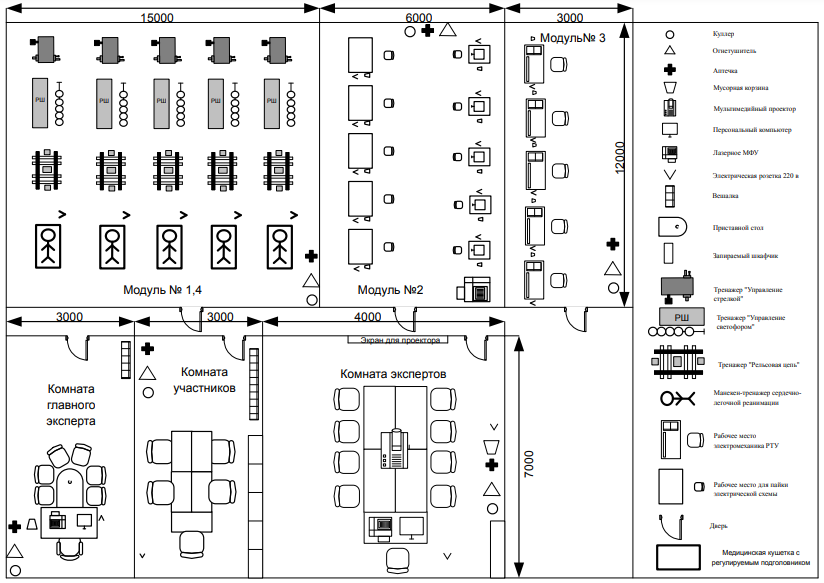 15000
6000
3000
Модуль№ 3
12000
РШ
РШ
РШ
РШ
РШ
Модуль № 1,4
Модуль №2
3000
3000
4000
Экран для проектора
Комната
главного
эксперта
Комната
участников
Комната экспертов
7000
Куллер
Огнетушитель
Аптечка
Мусорная корзина
Мультимедийный проектор
Персональный компьютер
Лазерное МФУ
Электрическая розетка 220 в
Вешалка
Приставной стол
Запираемый шкафчик
Тренажер "Управление
стрелкой"
РШ
Тренажер "Управление
светофором"
Тренажер "Рельсовая цепь"
Манекен-тренажер сердечно-
легочной реанимации
Рабочее место
электромеханика РТУ
Рабочее место для пайки
электрической схемы
Дверь
Медицинская кушетка с
регулируемым подголовником